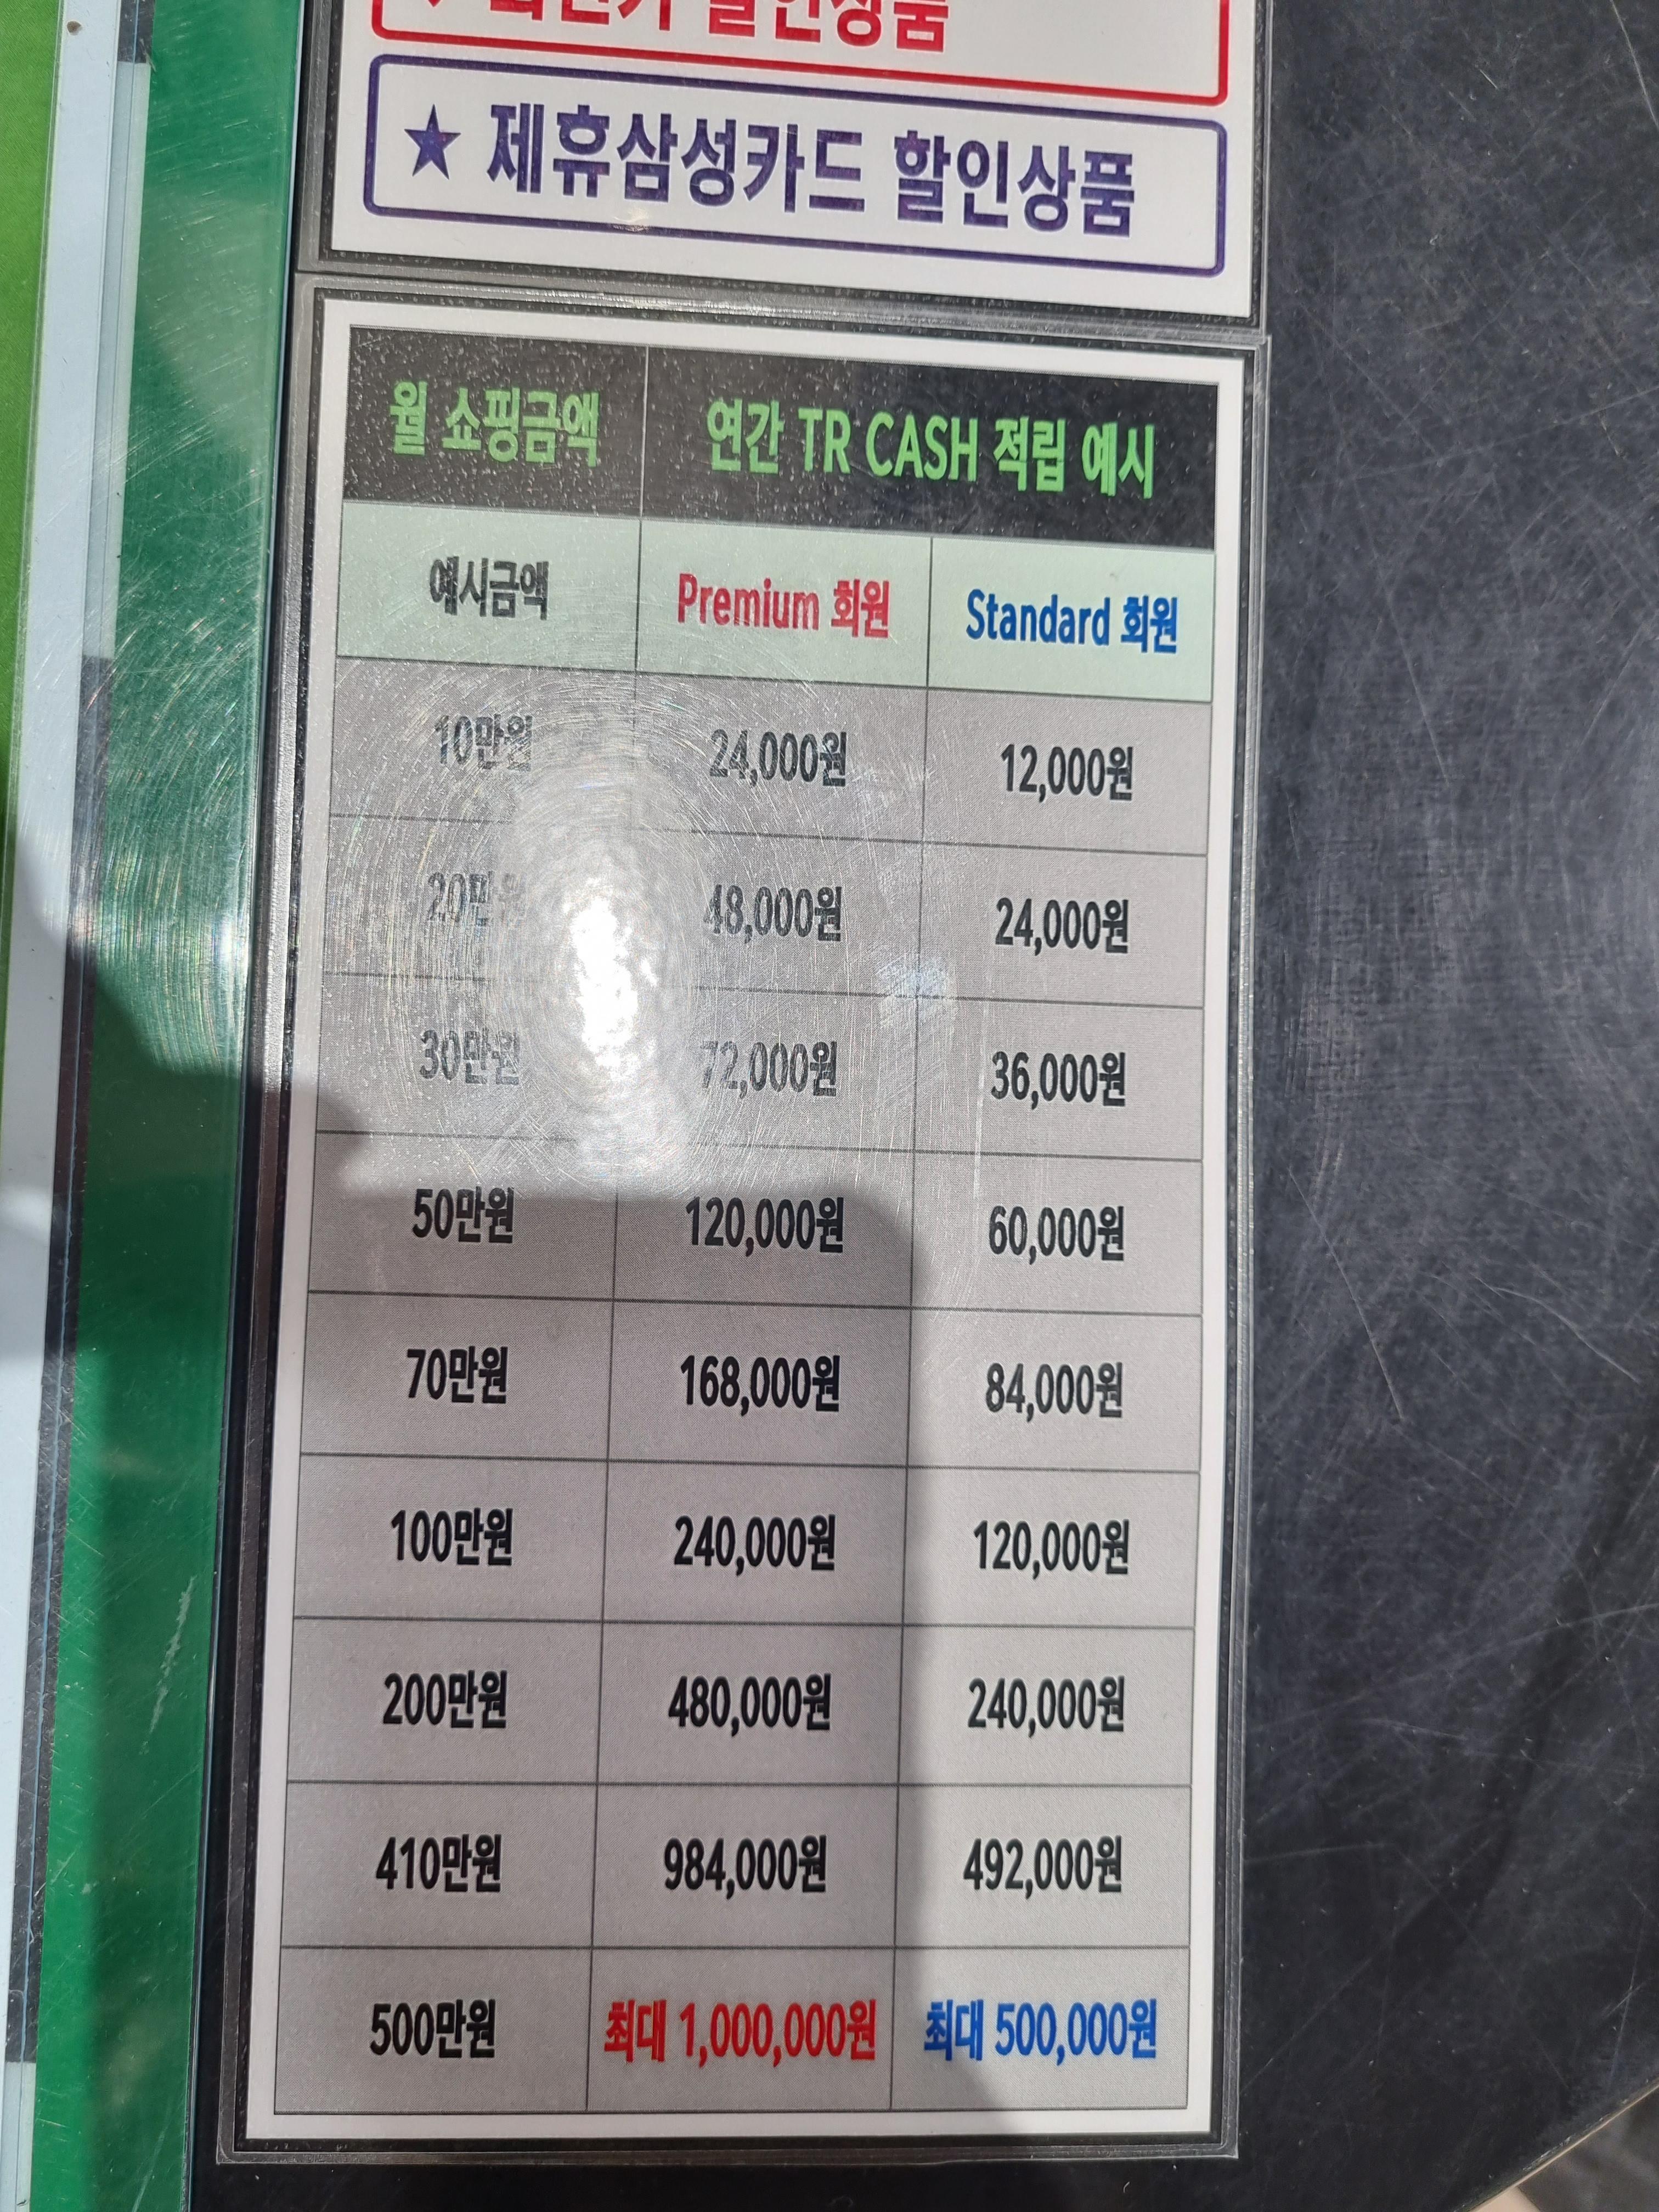 할인상품
★ 제휴삼성카드 할인상품
월 쇼핑금액 연간 TR CASH 적립 예시
예시금액 Premium 회원 Standard 회원
10만원 24,000원 12,000원
20만원 48,000원 24,000원
30만원 72,000원 36,000원
50만원 120,000원 60,000원
70만원 168,000원 84,000원
100만원 240,000원 120,000원
200만원 480,000원 240,000원
410만원 984,000원 492,000원
500만원 최대 1,000,000원 최대 500,000원